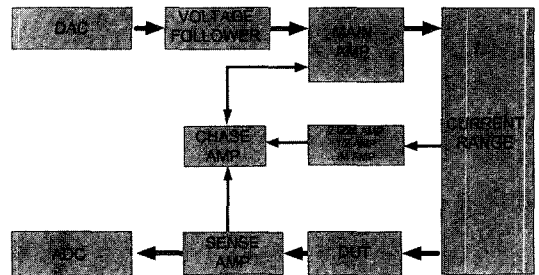 DAC
VOLTAGE
FOLLOWER
MAIN
AMP
CHASE
AMP
CURRENT
RANGE
ADC
SENSE
AMP
DUT